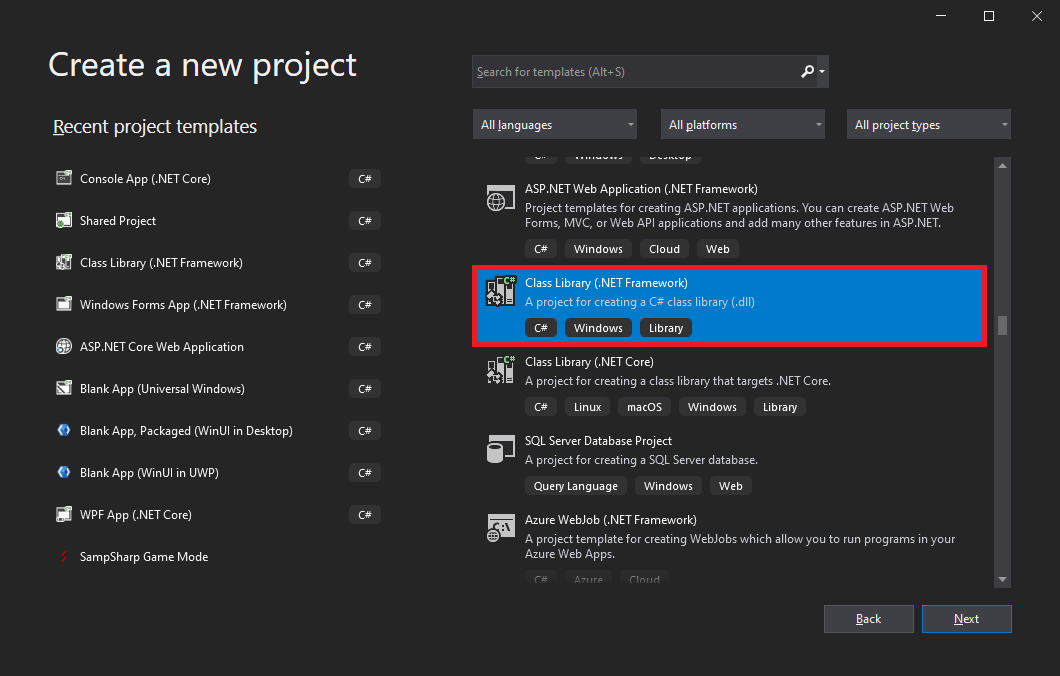 Create a new project
Recent project templates
Console App (.NET Core) C#
Shared Project C#
Class Library (.NET Framework) C#
Windows Forms App (.NET Framework) C#
ASP.NET Core Web Application C#
Blank App (Universal Windows) C#
Blank App, Packaged (WinUI in Desktop) C#
Blank App (WinUI in UWP) C#
WPF App (.NET Core) C#
SampSharp Game Mode
Search for templates (Alt+S)
All languages All platforms All project types
C# Windows Desktop
ASP.NET Web Application (.NET Framework)
Project templates for creating ASP.NET applications. You can create ASP.NET Web
Forms, MVC, or Web API applications and add many other features in ASP.NET.
C# Windows Cloud Web
Class Library (.NET Framework)
A project for creating a C# class library (.dll)
C# Windows Library
Class Library (.NET Core)
A project for creating a class library that targets .NET Core.
C# Linux macOS Windows Library
SQL Server Database Project
A project for creating a SQL Server database.
Query Language Windows Web
Azure WebJob (.NET Framework)
A project template for creating WebJobs which allow you to run programs in your
Azure Web Apps.
C# Azure Cloud
Back Next